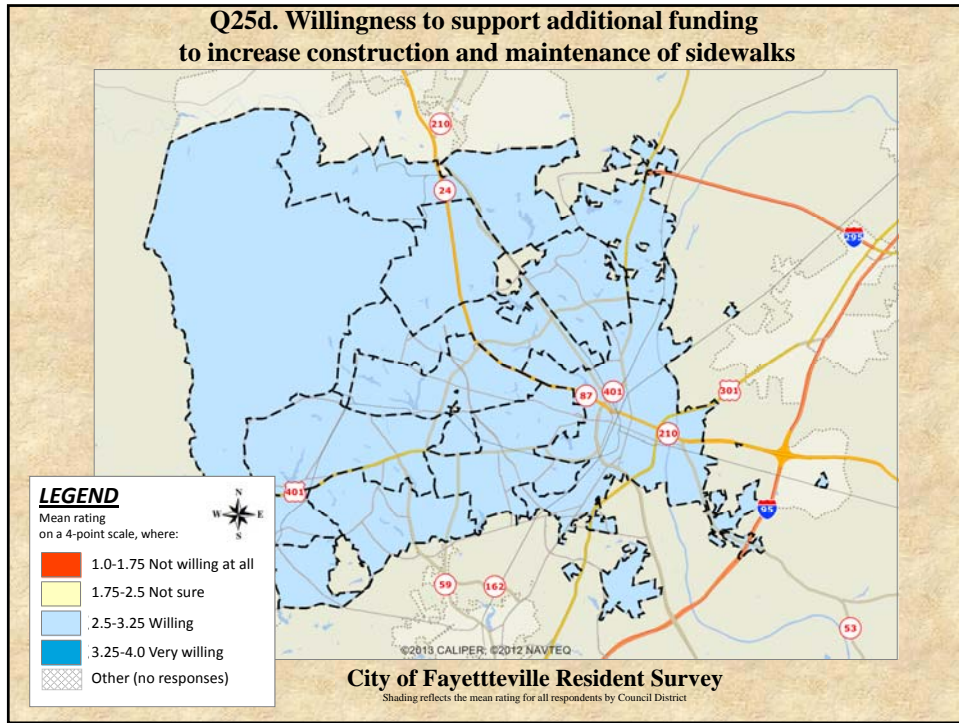 Q25d. Willingness to support additional funding
to increase construction and maintenance of sidewalks
210
24
295
87
401
301
210
401
95
59
162
53
LEGEND
Mean rating
on a 4-point scale, where:
N
W E
S
1.0-1.75 Not willing at all
1.75-2.5 Not sure
2.5-3.25 Willing
3.25-4.0 Very willing
Other (no responses)
©2013 CALIPER; ©2012 NAVTEQ
City of Fayettteville Resident Survey
Shading reflects the mean rating for all respondents by Council District